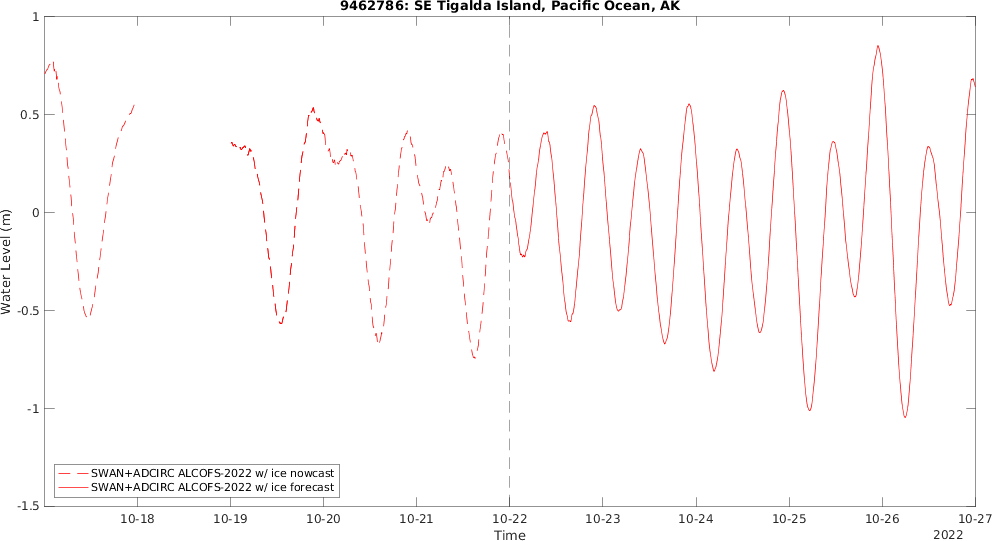 9462786: SE Tigalda Island, Pacific Ocean, AK
1
0.5
0
-0.5
-1
-1.5
Water Level (m)
SWAN+ADCIRC ALCOFS-2022 w/ ice nowcast
SWAN+ADCIRC ALCOFS-2022 w/ ice forecast
10-18 10-19 10-20 10-21 10-22 10-23 10-24 10-25 10-26 10-27
Time
2022